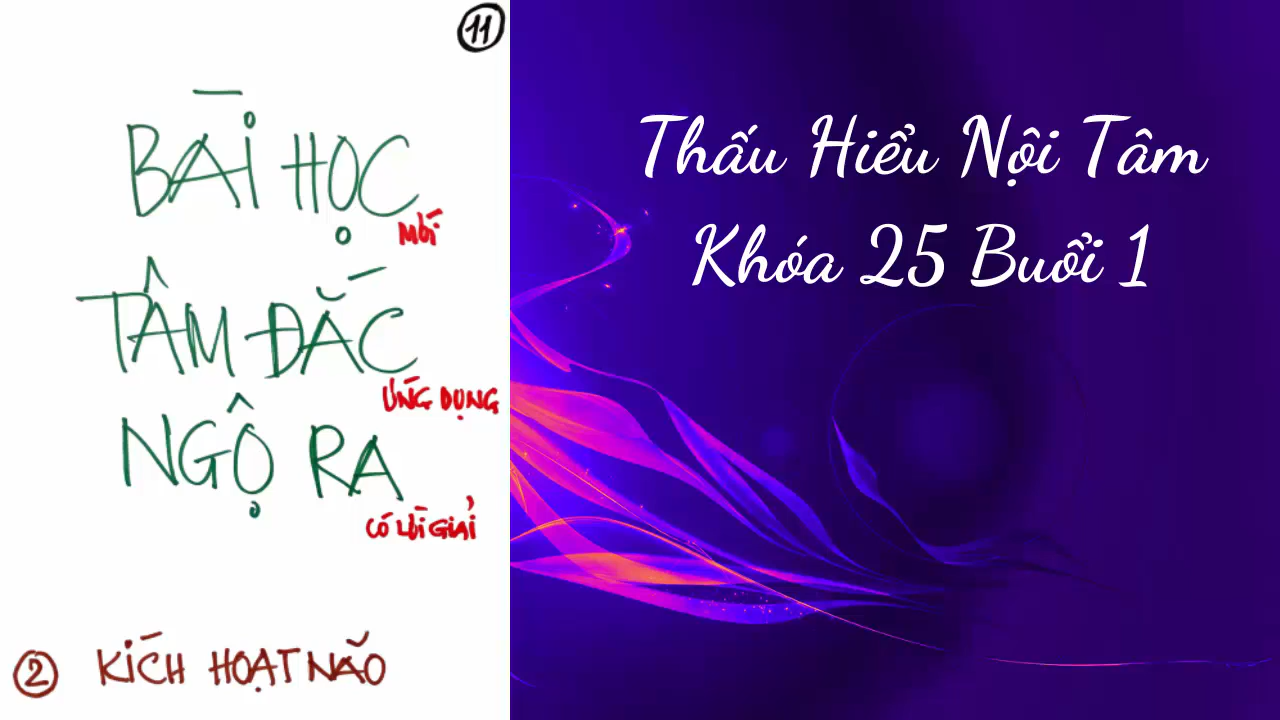 11
BÀI HỌC
MỚI
TÂM ĐẮC
ỨNG DỤNG
NGỘ RA
CÓ LỜI GIẢI
2 KÍCH HOẠT NÃO
Thấu Hiểu Nội Tâm
Khóa 25 Buổi 1